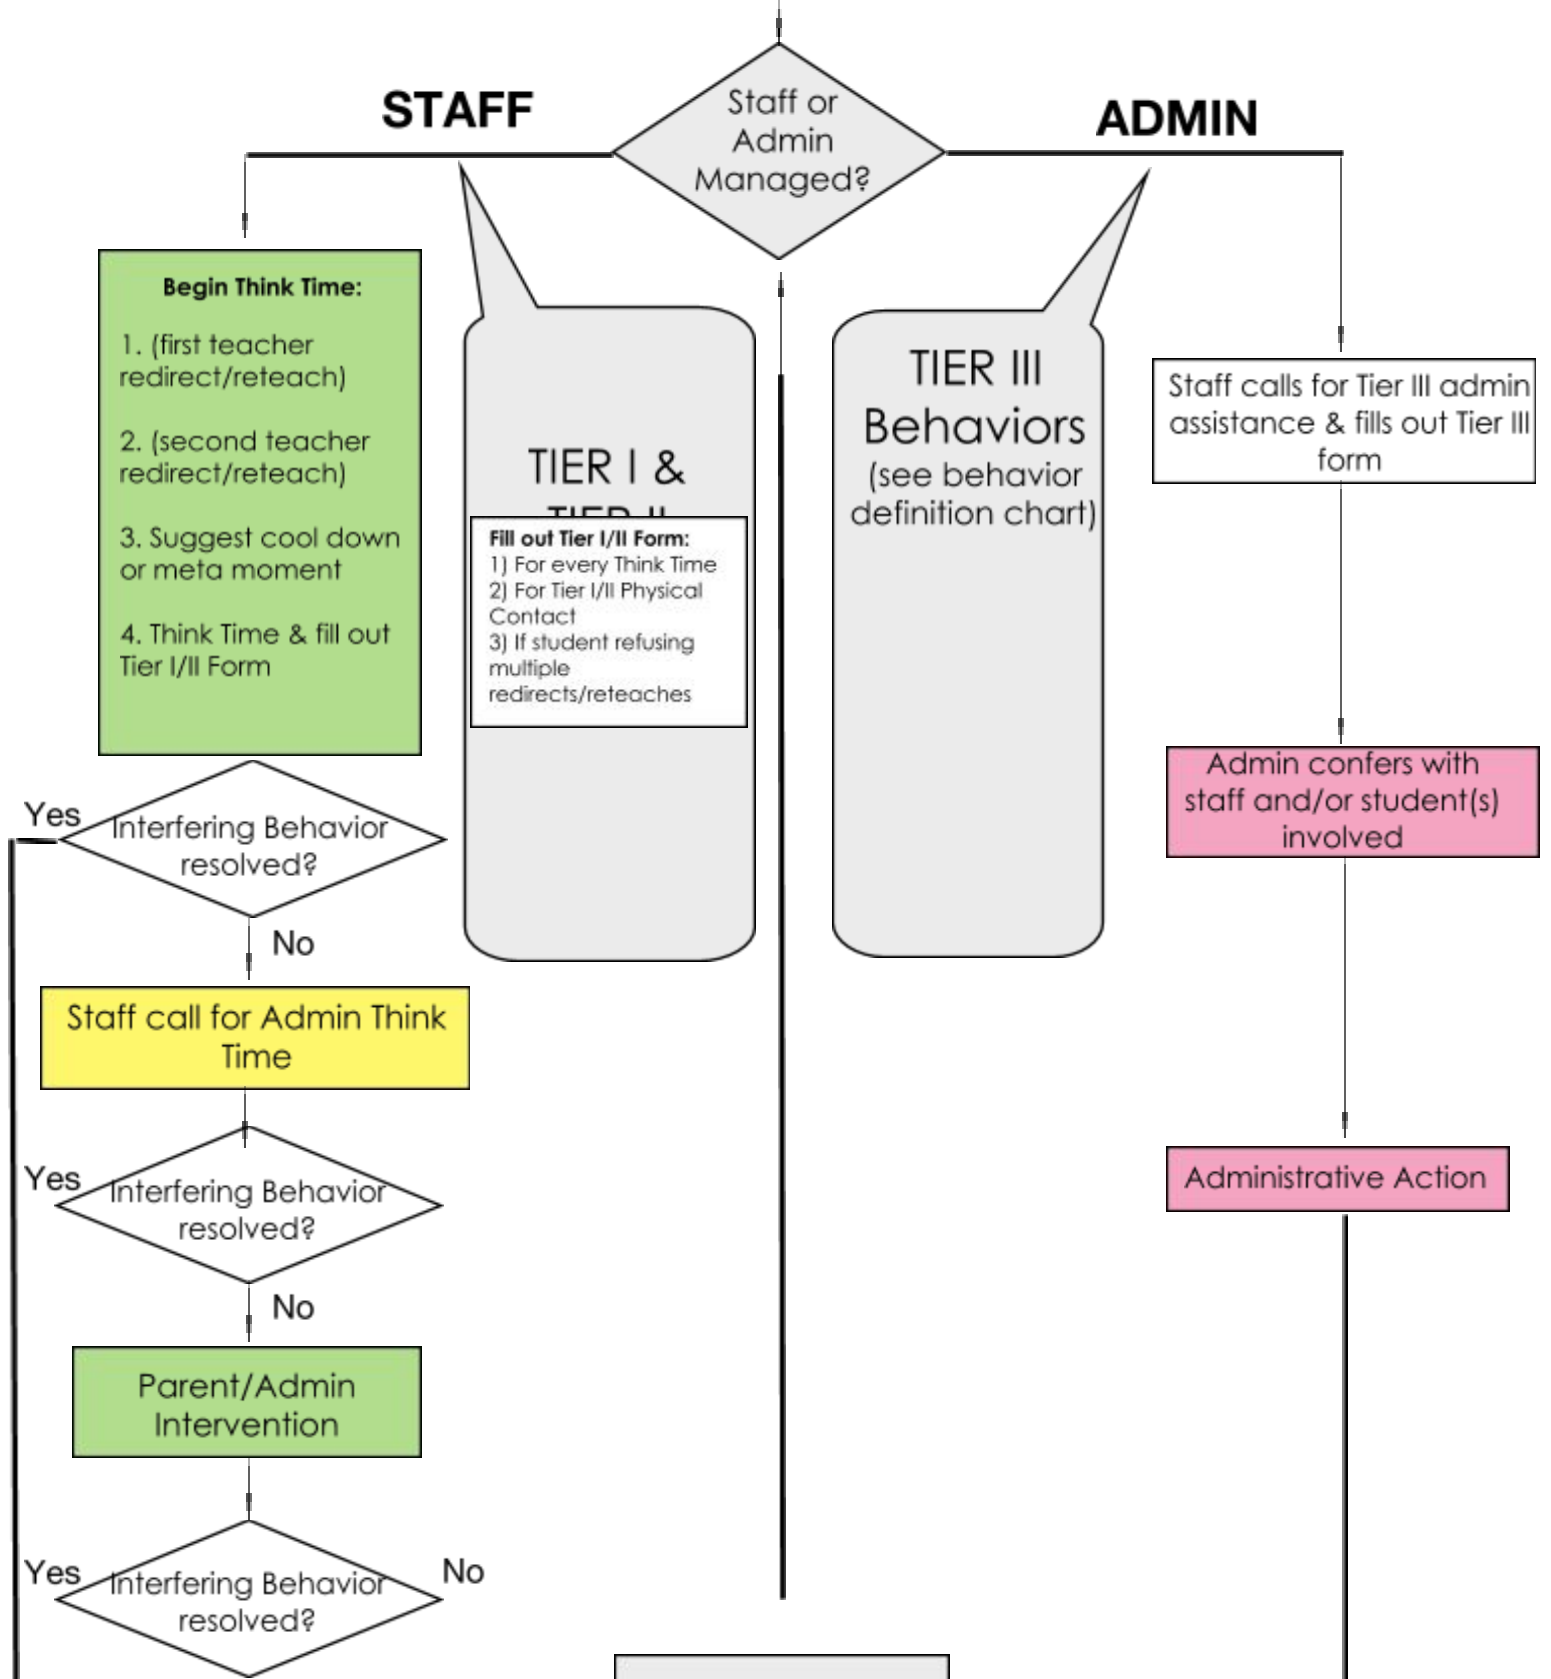 STAFF
Staff or
Admin
Managed?
ADMIN
Begin Think Time:
1. (first teacher
redirect/reteach)
2. (second teacher
redirect/reteach)
3. Suggest cool down
or meta moment
4. Think Time & fill out
Tier I/II Form
TIER I &
TIER II
Fill out Tier I/II Form:
1) For every Think Time
2) For Tier I/II Physical
Contact
3) If student refusing
multiple
redirects/reteaches
TIER III
Behaviors
(see behavior
definition chart)
Staff calls for Tier III admin
assistance & fills out Tier III
form
Admin confers with
staff and/or student(s)
involved
Administrative Action
Yes
Interfering Behavior
resolved?
No
Staff call for Admin Think
Time
Yes
Interfering Behavior
resolved?
No
Parent/Admin
Intervention
Yes
Interfering Behavior
resolved?
No